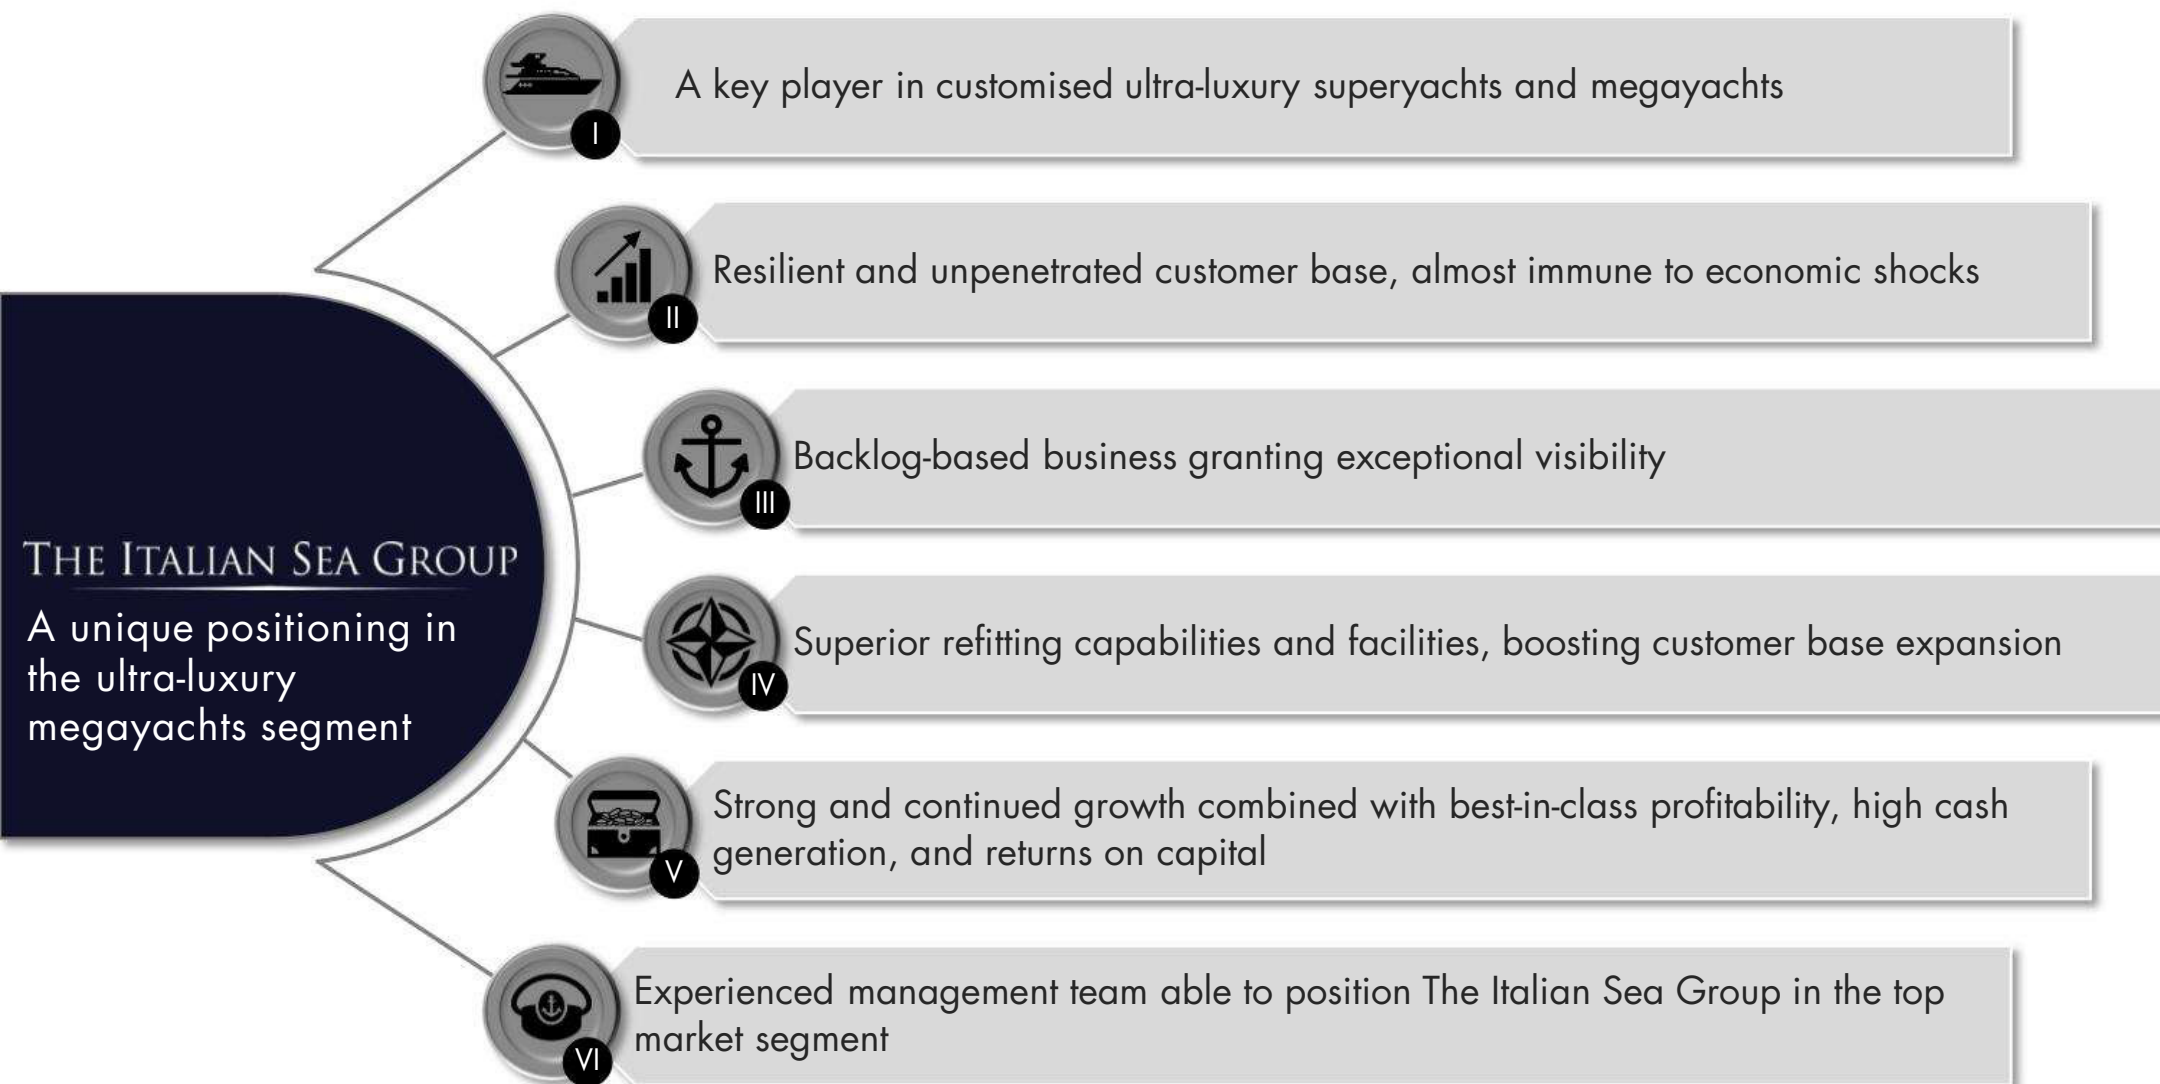 A key player in customised ultra-luxury superyachts and megayachts
I
Resilient and unpenetrated customer base, almost immune to economic shocks
II
Backlog-based business granting exceptional visibility
III
THE ITALIAN SEA GROUP
A unique positioning in
the ultra-luxury
megayachts segment
Superior refitting capabilities and facilities, boosting customer base expansion
IV
Strong and continued growth combined with best-in-class profitability, high cash
generation, and returns on capital
V
Experienced management team able to position The Italian Sea Group in the top
market segment
VI